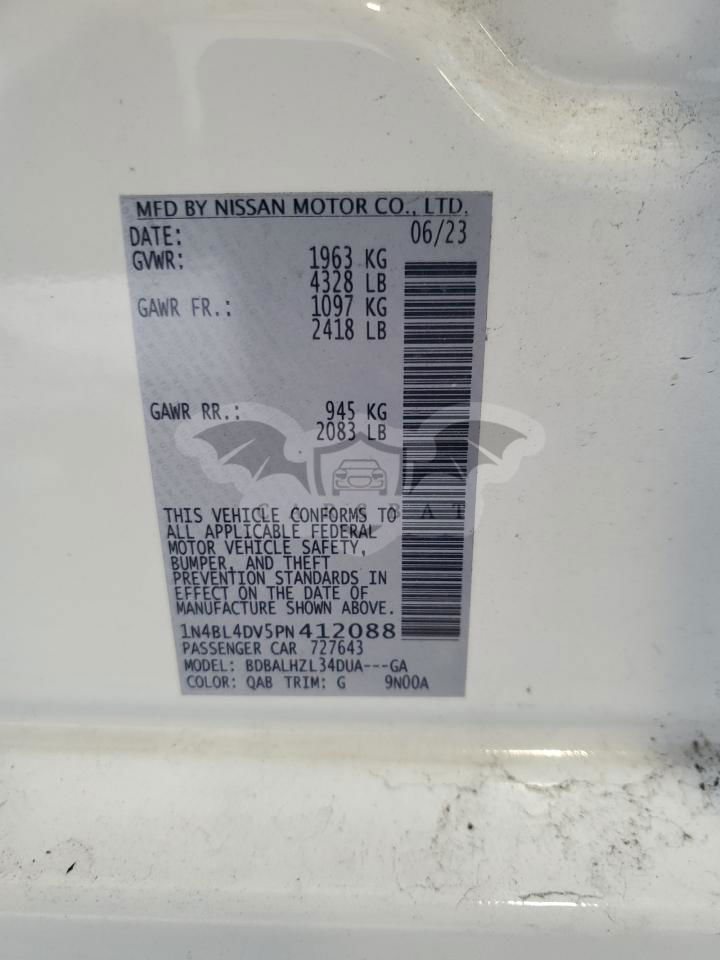 MFD BY NISSAN MOTOR CO., LTD.
DATE: 06/23
GVWR: 1963 KG
4328 LB
GAWR FR.: 1097 KG
2418 LB
GAWR RR.: 945 KG
2083 LB
CARSBAT
THIS VEHICLE CONFORMS TO
ALL APPLICABLE FEDERAL
MOTOR VEHICLE SAFETY,
BUMPER, AND THEFT
PREVENTION STANDARDS IN
EFFECT ON THE DATE OF
MANUFACTURE SHOWN ABOVE.
1N4BL4DV5PN412088
PASSENGER CAR 727643
MODEL: BDBALHZL34DUA---GA
COLOR: QAB TRIM: G 9N00A